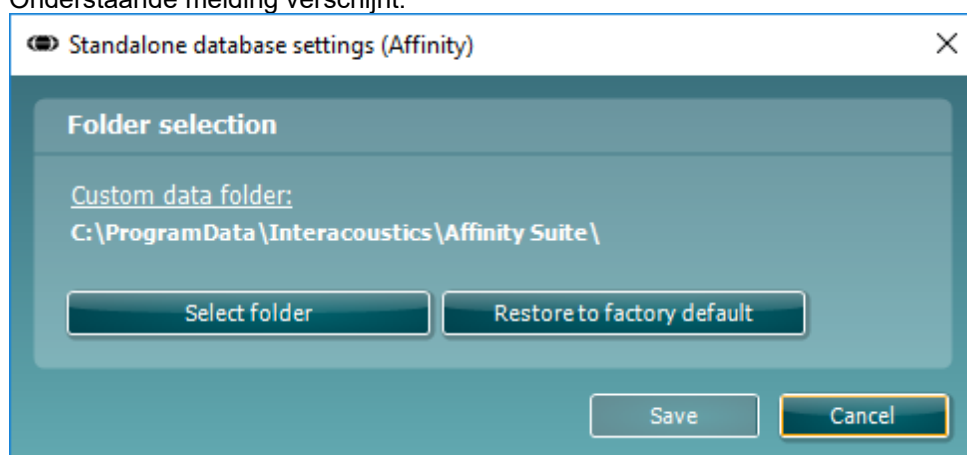 Onderstaande melding verschijnt:
Standalone database settings (Affinity)
Folder selection
Custom data folder:
C:\ProgramData\Interacoustics\Affinity Suite\
Select folder
Restore to factory default
Save
Cancel